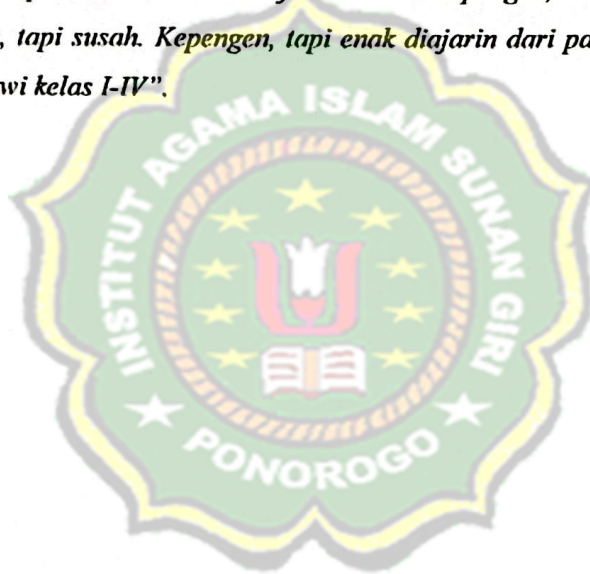 , tapi susah. Kepengen, tapi enak diajarin dari pa
wi kelas I-IV”.
INSTITUT AGAMA ISLAM SUNAN GIRI
PONOROGO